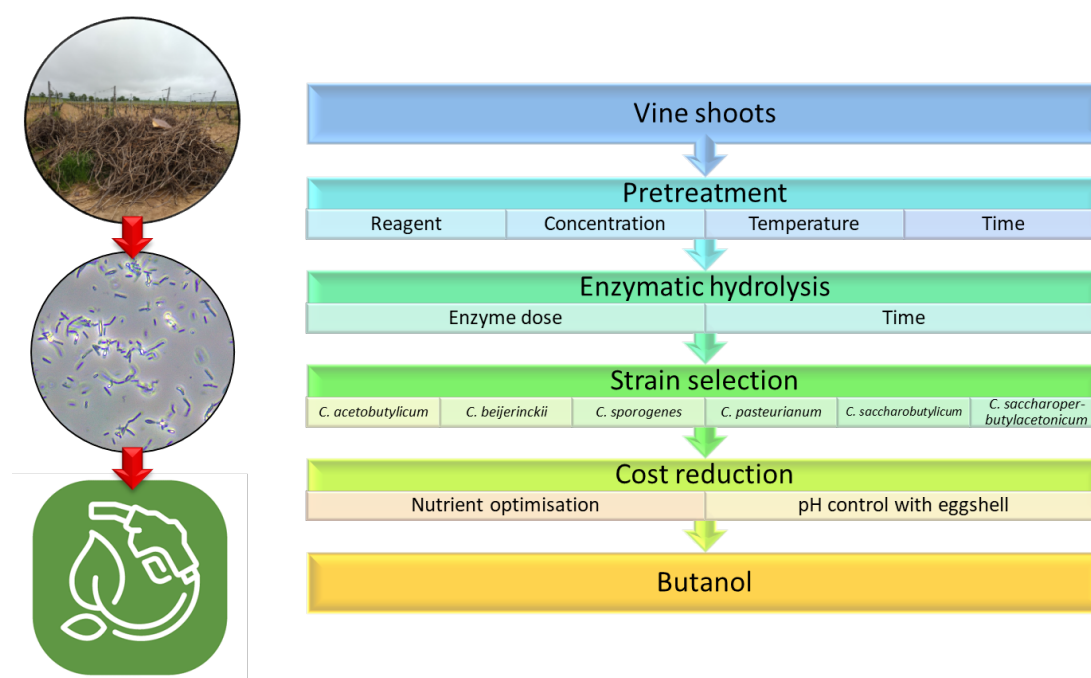 Vine shoots
Pretreatment
Reagent
Concentration
Temperature
Time
Enzymatic hydrolysis
Enzyme dose
Time
Strain selection
C. acetobutylicum
C. beijerinckii
C. sporogenes
C. pasteurianum
C. saccharobutylicum
C. saccharoper-
butylacetonicum
Cost reduction
Nutrient optimisation
pH control with eggshell
Butanol